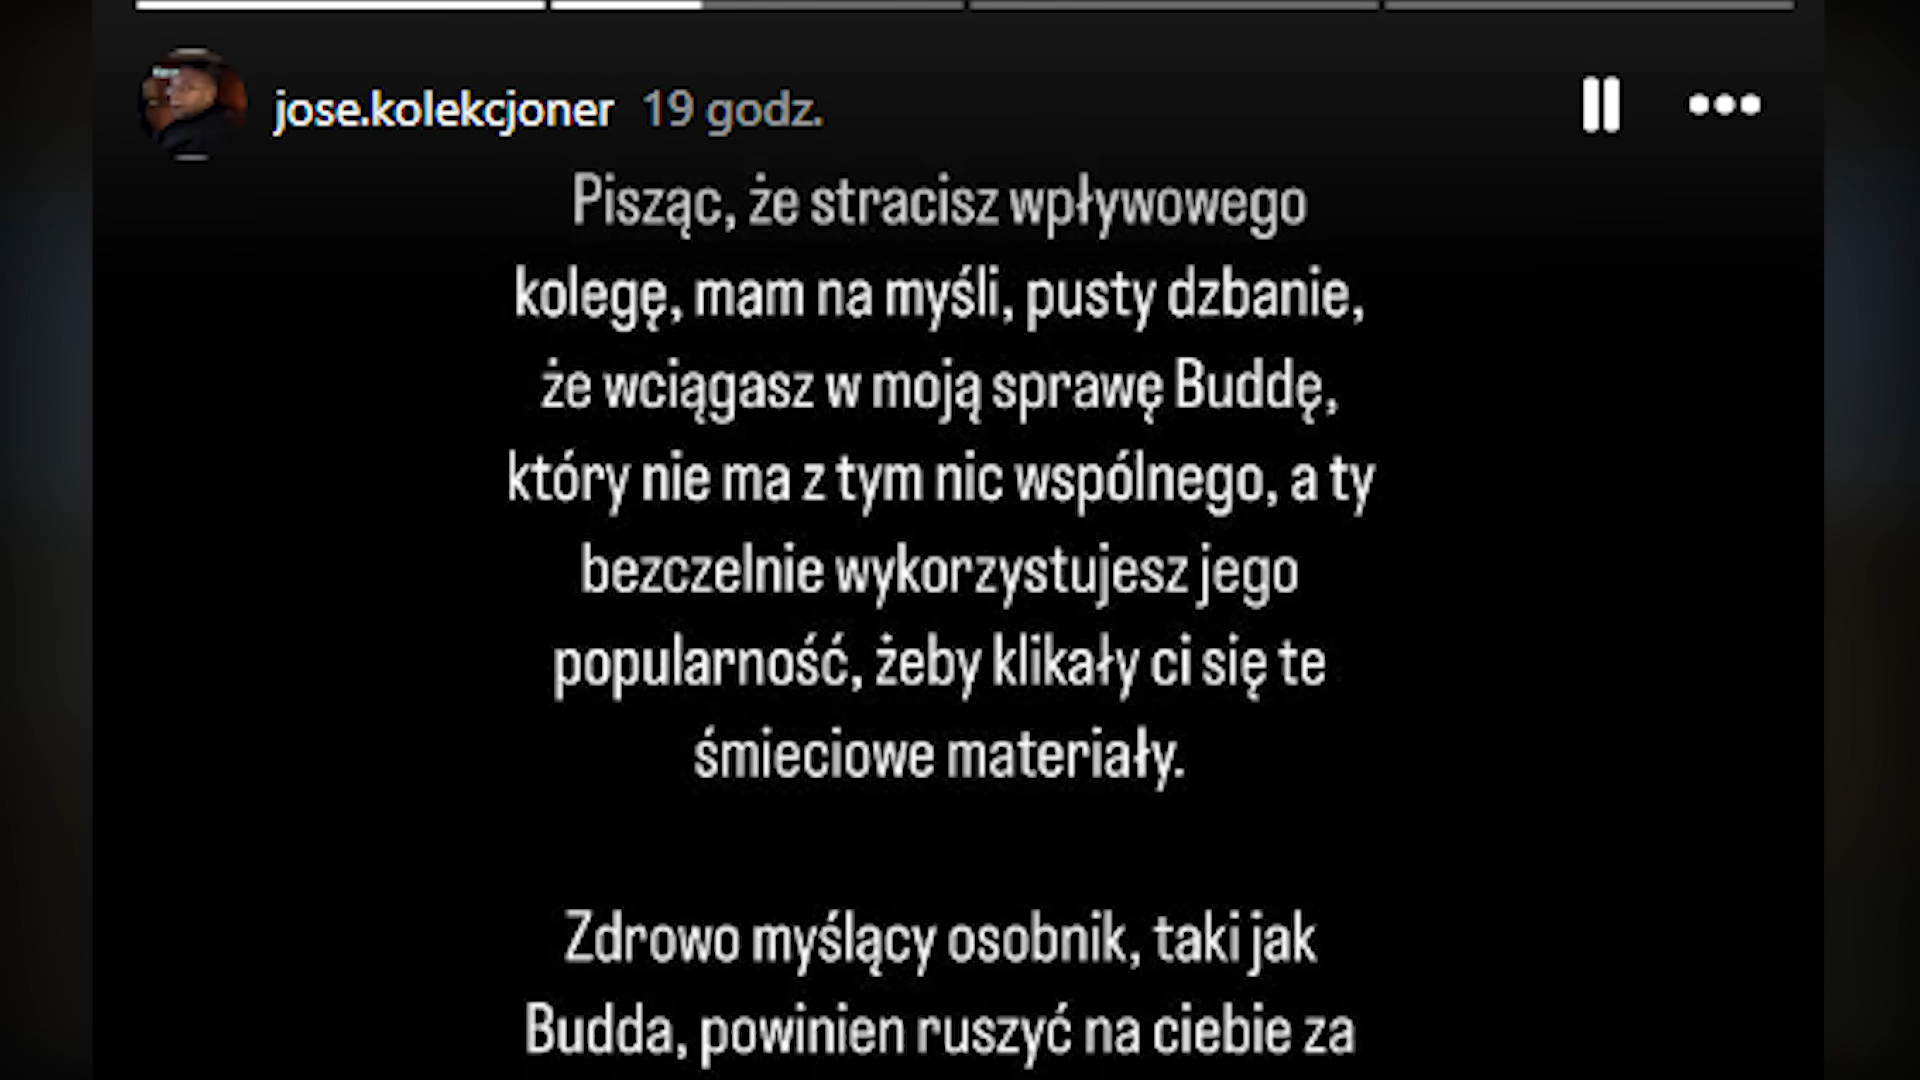 jose.kolekcjoner 19 godz.
Pisząc, że stracisz wpływowego
kolegę, mam na myśli, pusty dzbanie,
że wciągasz w moją sprawę Buddę,
który nie ma z tym nic wspólnego, a ty
bezczelnie wykorzystujesz jego
popularność, żeby klikały ci się te
śmieciowe materiały.
Zdrowo myślący osobnik, taki jak
Budda, powinien ruszyć na ciebie za